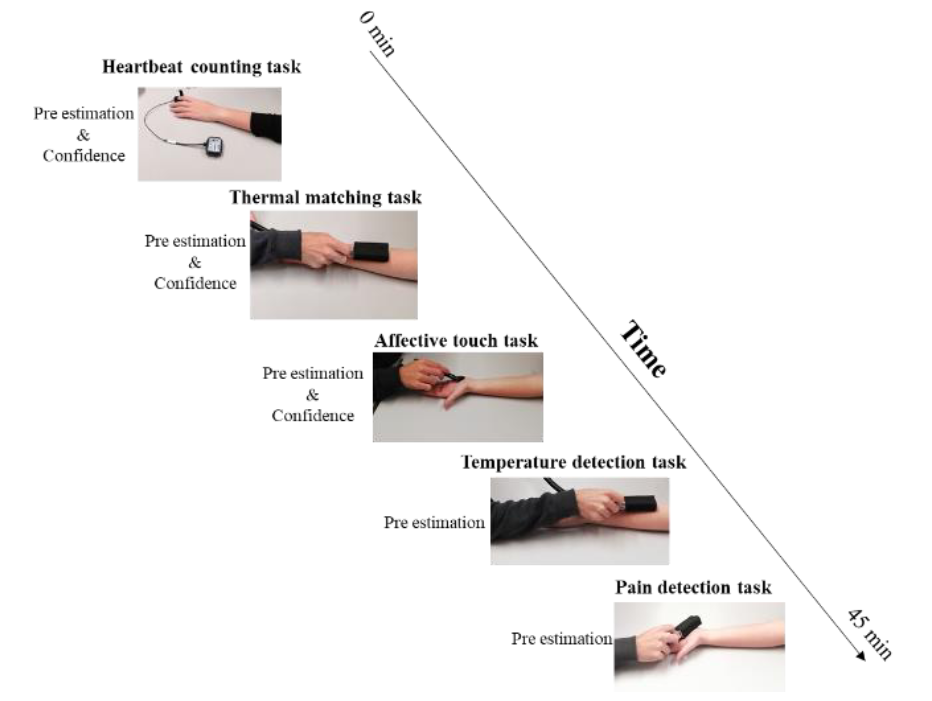 0 min
Heartbeat counting task
Pre estimation
&
Confidence
Thermal matching task
Pre estimation
&
Confidence
Time
Affective touch task
Pre estimation
&
Confidence
Temperature detection task
Pre estimation
Pain detection task
Pre estimation
45 min